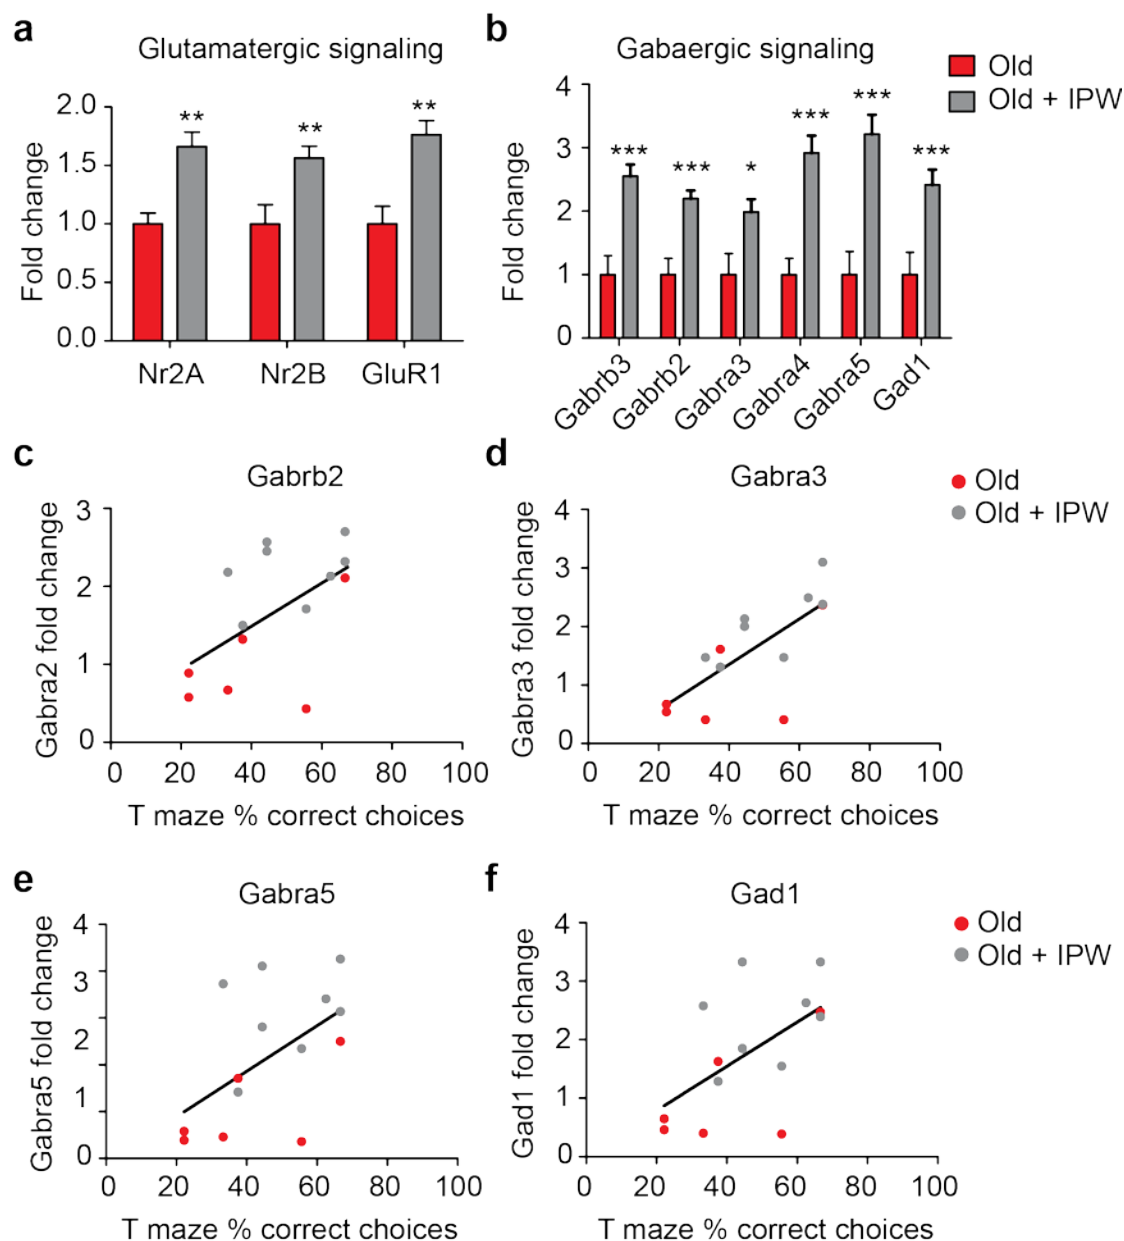 a
Glutamatergic signaling
Fold change
2.0
1.5
1.0
0.5
0.0
** ** **
Nr2A Nr2B GluR1
b
Gabaergic signaling
Old
Old + IPW
Fold change
4
3
2
1
0
*** *** * *** *** ***
Gabrb3 Gabrb2 Gabra3 Gabra4 Gabra5 Gad1
c
Gabrb2
Gabra2 fold change
3
2
1
0
0 20 40 60 80 100
T maze % correct choices
d
Gabra3
Old
Old + IPW
Gabra3 fold change
4
3
2
1
0
0 20 40 60 80 100
T maze % correct choices
e
Gabra5
Gabra5 fold change
4
3
2
1
0
0 20 40 60 80 100
T maze % correct choices
f
Gad1
Old
Old + IPW
Gad1 fold change
4
3
2
1
0
0 20 40 60 80 100
T maze % correct choices